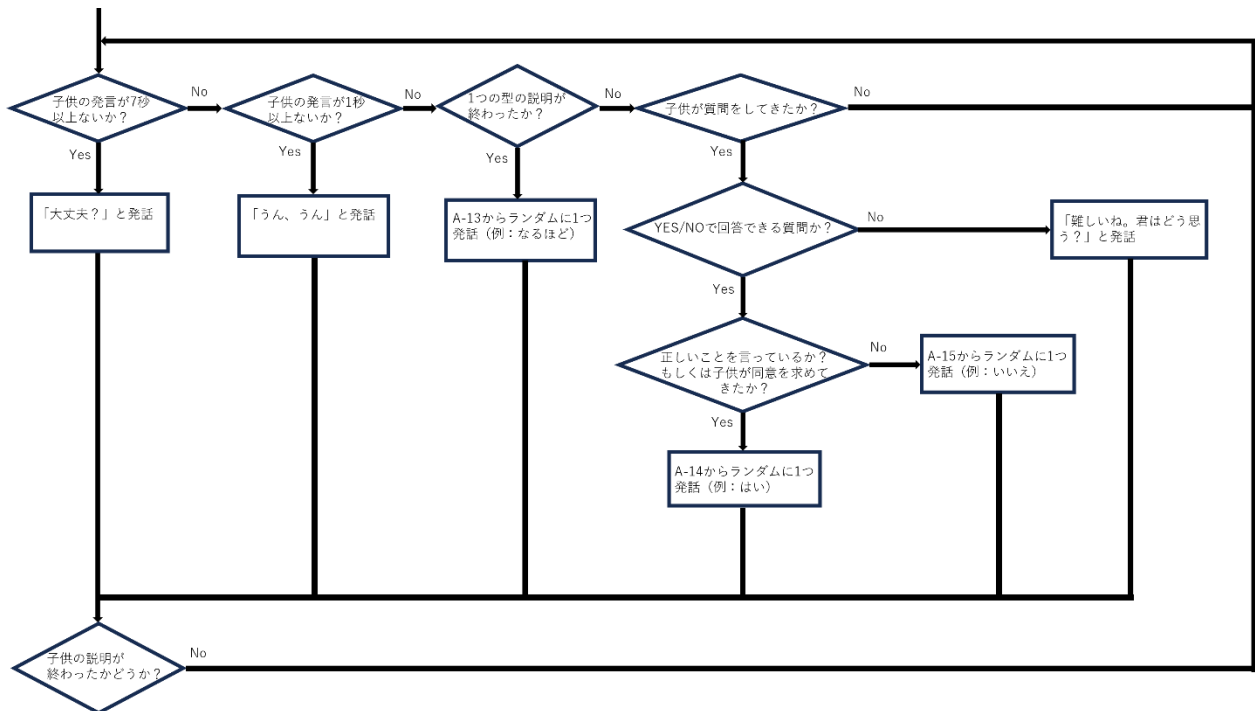 子供の発言が7秒
以上ないか？
No
子供の発言が1秒
以上ないか？
No
1つの型の説明が
終わったか？
No
子供が質問をしてきたか？
No
Yes
Yes
Yes
Yes
「大丈夫？」と発話
「うん、うん」と発話
A-13からランダムに1つ
発話（例：なるほど）
YES/NOで回答できる質問か？
No
「難しいね。君はどう思
う？」と発話
Yes
正しいことを言っているか？
もしくは子供が同意を求めて
きたか？
No
A-15からランダムに1つ
発話（例：いいえ）
Yes
A-14からランダムに1つ
発話（例：はい）
子供の説明が
終わったかどうか？
No